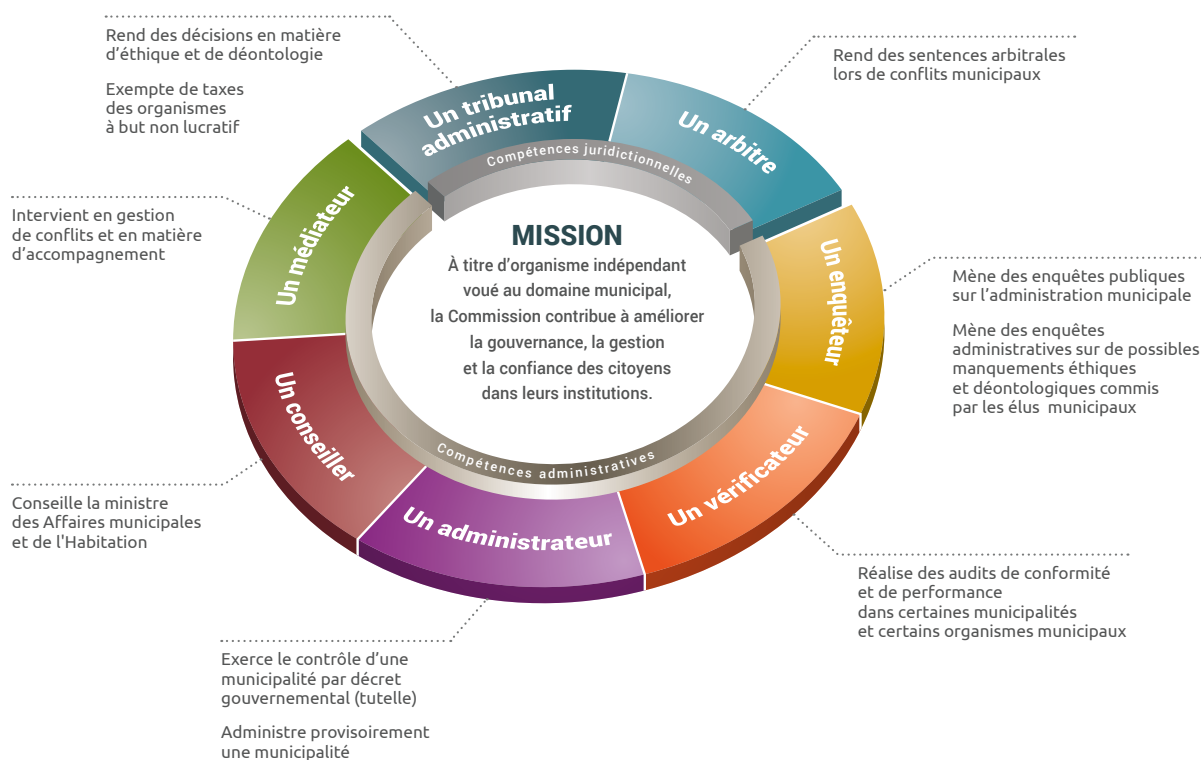 Rend des décisions en matière
d'éthique et de déontologie
Exempte de taxes
des organismes
à but non lucratif
Rend des sentences arbitrales
lors de conflits municipaux
Un tribunal
administratif
Un arbitre
Compétences juridictionnelles
Intervient en gestion
de conflits et en matière
d'accompagnement
Un médiateur
MISSION
À titre d'organisme indépendant
voué au domaine municipal,
la Commission contribue à améliorer
la gouvernance, la gestion
et la confiance des citoyens
dans leurs institutions.
Un enquêteur
Mène des enquêtes publiques
sur l'administration municipale
Mène des enquêtes
administratives sur de possibles
manquements éthiques
et déontologiques commis
par les élus municipaux
Un conseiller
Compétences administratives
Un vérificateur
Un administrateur
Conseille la ministre
des Affaires municipales
et de l'Habitation
Réalise des audits de conformité
et de performance
dans certaines municipalités
et certains organismes municipaux
Exerce le contrôle d'une
municipalité par décret
gouvernemental (tutelle)
Administre provisoirement
une municipalité